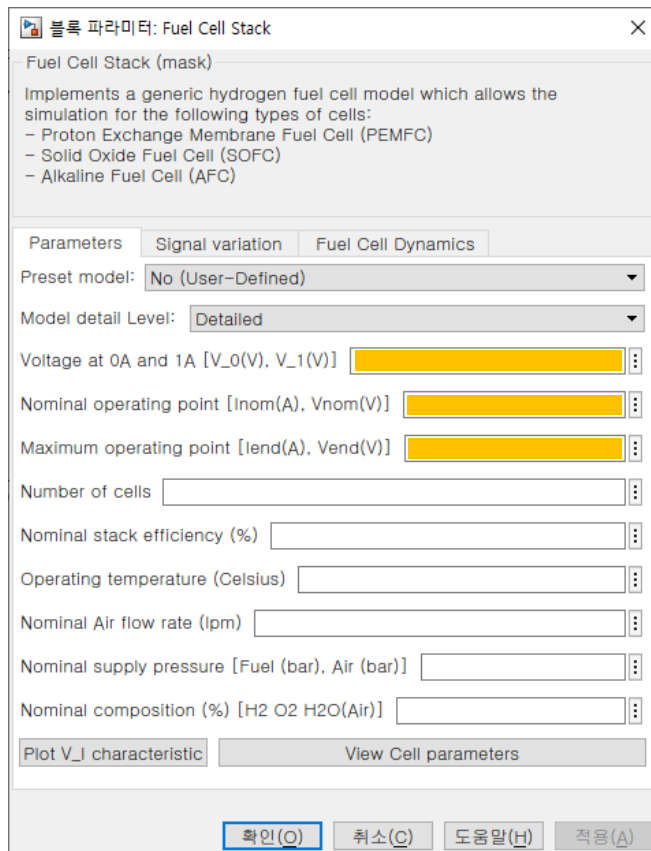 블록 파라미터: Fuel Cell Stack
Fuel Cell Stack (mask)
Implements a generic hydrogen fuel cell model which allows the
simulation for the following types of cells:
- Proton Exchange Membrane Fuel Cell (PEMFC)
- Solid Oxide Fuel Cell (SOFC)
- Alkaline Fuel Cell (AFC)
Parameters Signal variation Fuel Cell Dynamics
Preset model: No (User-Defined)
Model detail Level: Detailed
Voltage at 0A and 1A [V_0(V), V_1(V)]
Nominal operating point [Inom(A), Vnom(V)]
Maximum operating point [Iend(A), Vend(V)]
Number of cells
Nominal stack efficiency (%)
Operating temperature (Celsius)
Nominal Air flow rate (lpm)
Nominal supply pressure [Fuel (bar), Air (bar)]
Nominal composition (%) [H2 O2 H2O(Air)]
Plot V_I characteristic View Cell parameters
확인(O) 취소(C) 도움말(H) 적용(A)